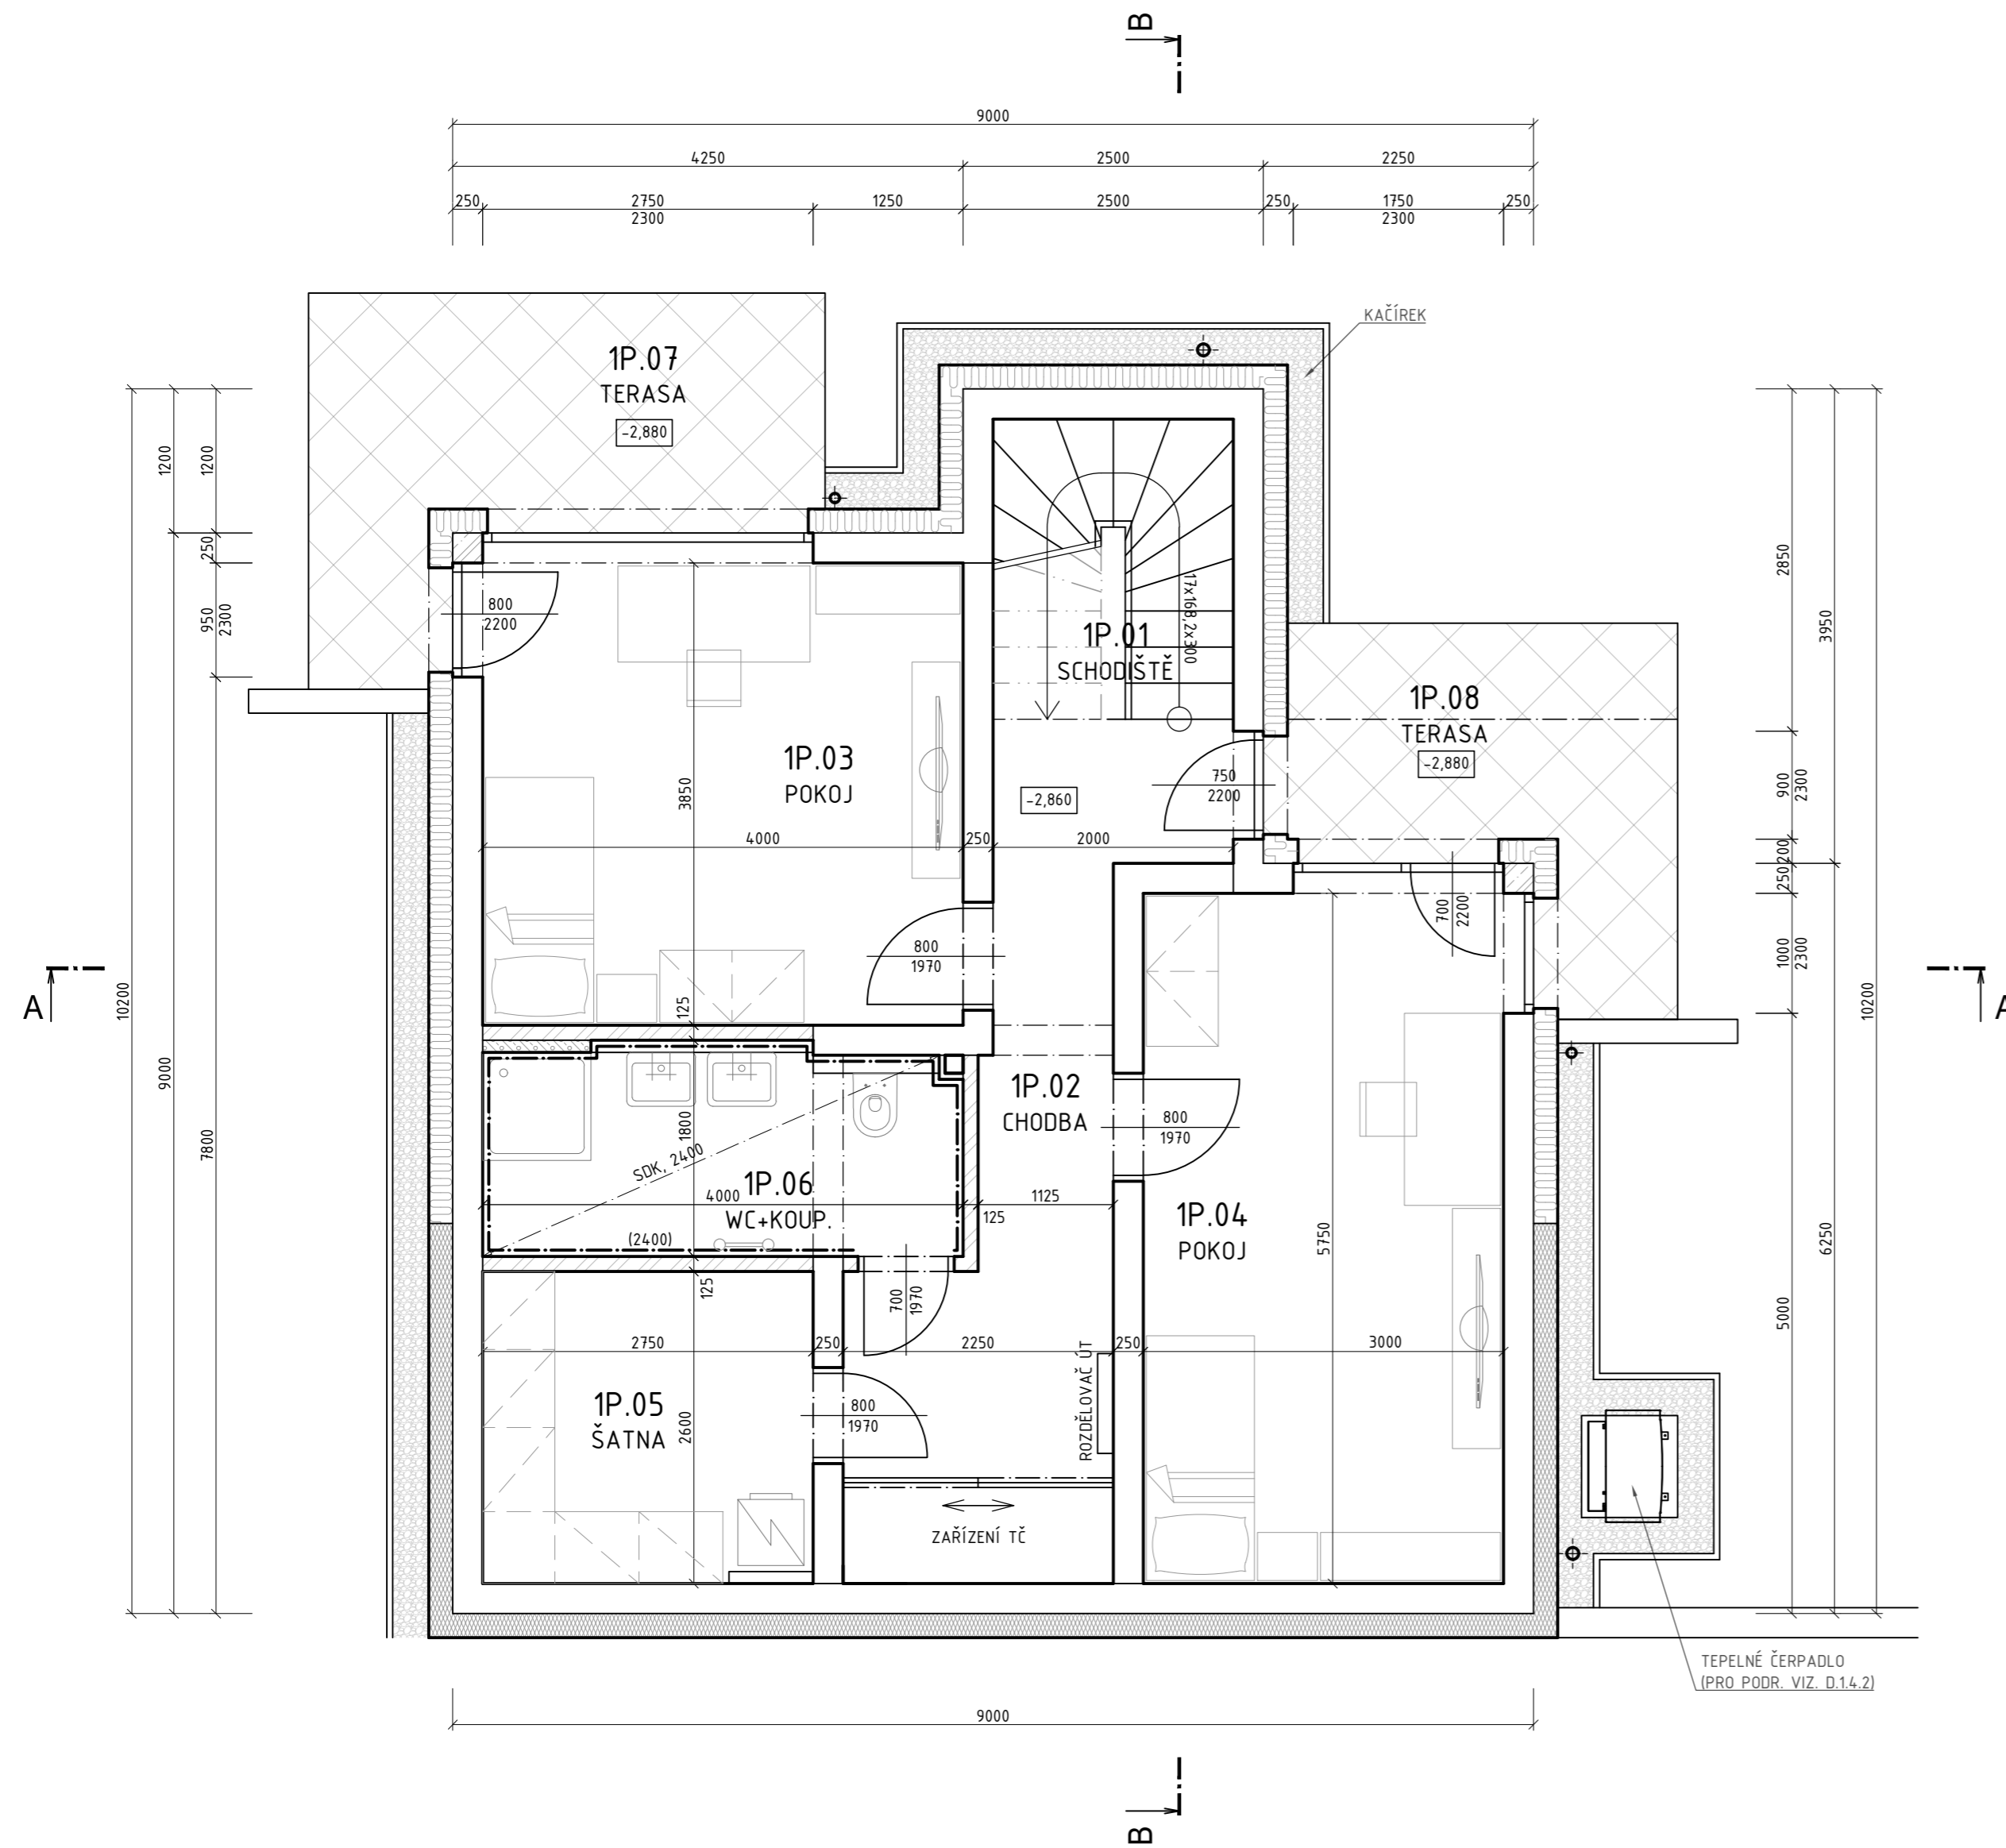 B
9000
4250
2500
2250
250
2750
2300
1250
2500
250
1750
2300
250
KAČÍREK
1P.07
TERASA
-2,880
1200
1200
250
950
2300
10200
9000
7800
800
2200
17x168,2x300
1P.01
SCHODIŠTĚ
2850
3950
900
2300
200
250
1000
2300
10200
6250
5000
1P.08
TERASA
-2,880
1P.03
POKOJ
3850
750
2200
-2,860
4000
250
2000
700
2200
800
1970
A
A
125
1P.02
CHODBA
800
1970
1800
SDK, 2400
1P.06
4000
WC+KOUP.
(2400)
1125
125
1P.04
POKOJ
5750
125
700
1970
2750
250
2250
250
3000
ROZDĚLOVAČ ÚT
1P.05
ŠATNA
2600
800
1970
ZAŘÍZENÍ TČ
TEPELNÉ ČERPADLO
(PRO PODR. VIZ. D.1.4.2)
9000
B